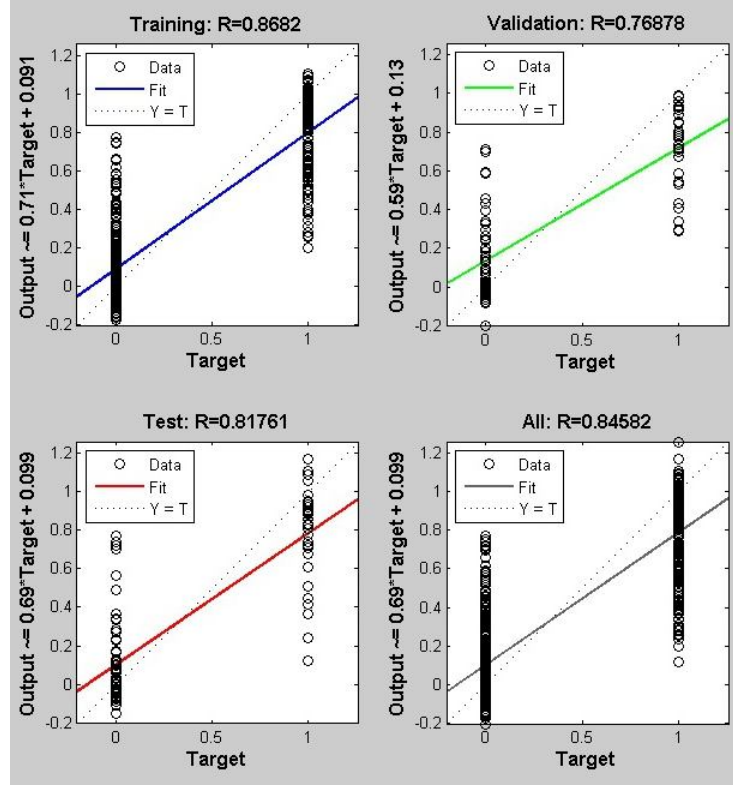 Training: R=0.8682
Output ~= 0.71*Target + 0.091
1.2
1
0.8
0.6
0.4
0.2
0
-0.2
Data
Fit
Y = T
0
0.5
1
Target
Validation: R=0.76878
Output ~= 0.59*Target + 0.13
1.2
1
0.8
0.6
0.4
0.2
0
-0.2
Data
Fit
Y = T
0
0.5
1
Target
Test: R=0.81761
Output ~= 0.69*Target + 0.099
1.2
1
0.8
0.6
0.4
0.2
0
-0.2
Data
Fit
Y = T
0
0.5
1
Target
All: R=0.84582
Output ~= 0.69*Target + 0.099
1.2
1
0.8
0.6
0.4
0.2
0
-0.2
Data
Fit
Y = T
0
0.5
1
Target